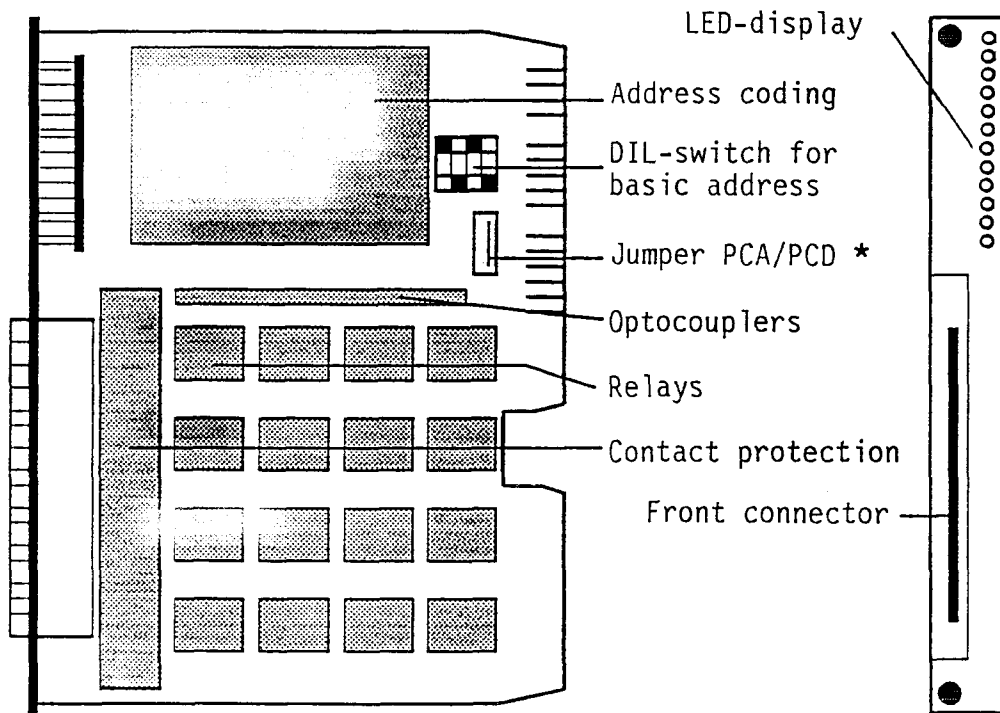 LED-display
Address coding
DIL-switch for
basic address
Jumper PCA/PCD *
Optocouplers
Relays
Contact protection
Front connector